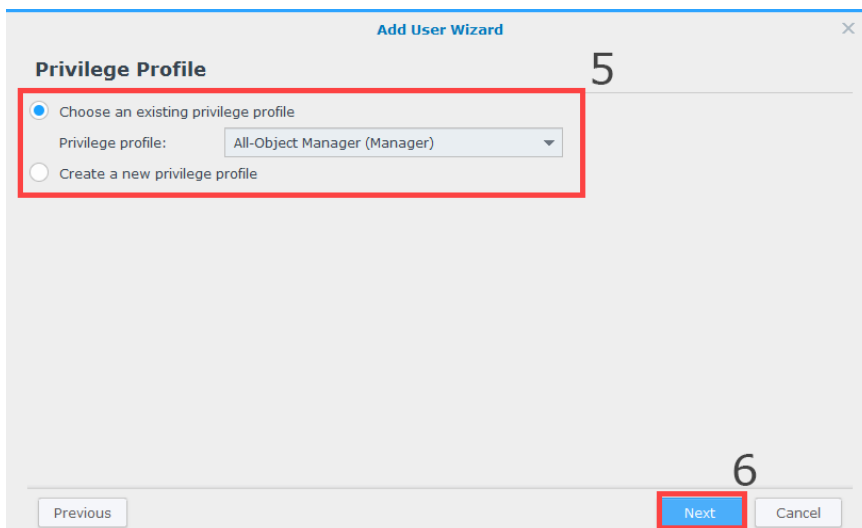 Add User Wizard
Privilege Profile
5
Choose an existing privilege profile
Privilege profile: All-Object Manager (Manager)
Create a new privilege profile
6
Previous Next Cancel